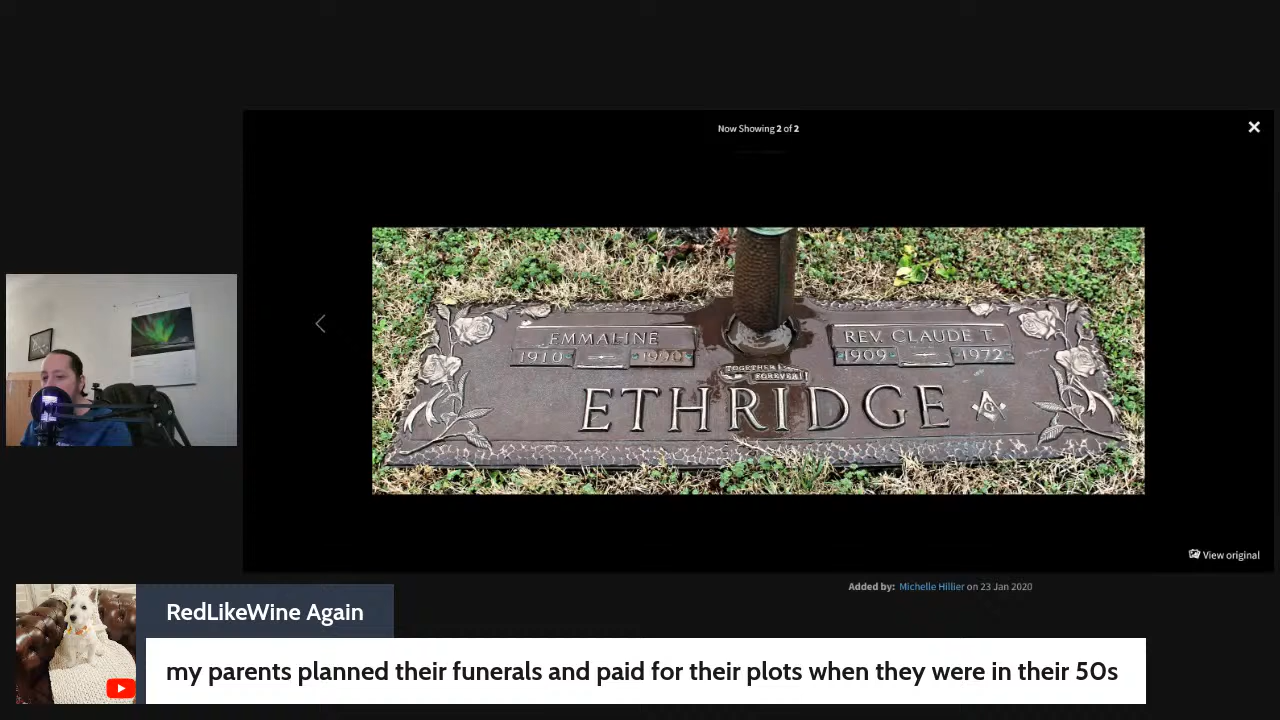 Now Showing 2 of 2
EMMALINE
1910 1990
REV. CLAUDE T.
1909 1972
TOGETHER
FOREVER
ETHRIDGE
G
View original
Added by: Michelle Hillier on 23 Jan 2020
RedLikeWine Again
my parents planned their funerals and paid for their plots when they were in their 50s